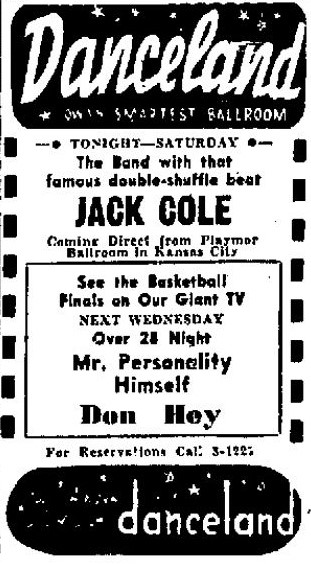 Danceland
IOWA'S SMARTEST BALLROOM
TONIGHT—SATURDAY
The Band with that
famous double-shuffle beat
JACK COLE
Coming Direct from Playmor
Ballroom in Kansas City
See the Basketball
Finals on Our Giant TV
NEXT WEDNESDAY
Over 28 Night
Mr. Personality
Himself
Don Hoy
For Reservations Call 3-1225
danceland